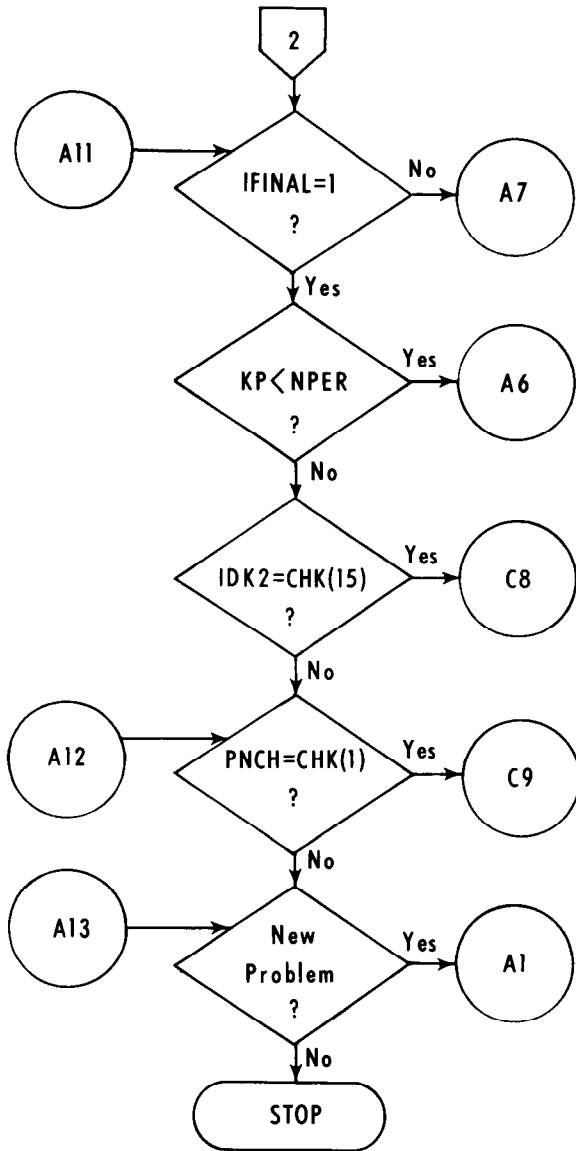 2
A11
IFINAL=1
?
No
A7
Yes
KP<NPER
?
Yes
A6
No
IDK2=CHK(15)
?
Yes
C8
No
A12
PNCH=CHK(1)
?
Yes
C9
No
A13
New
Problem
?
Yes
A1
No
STOP